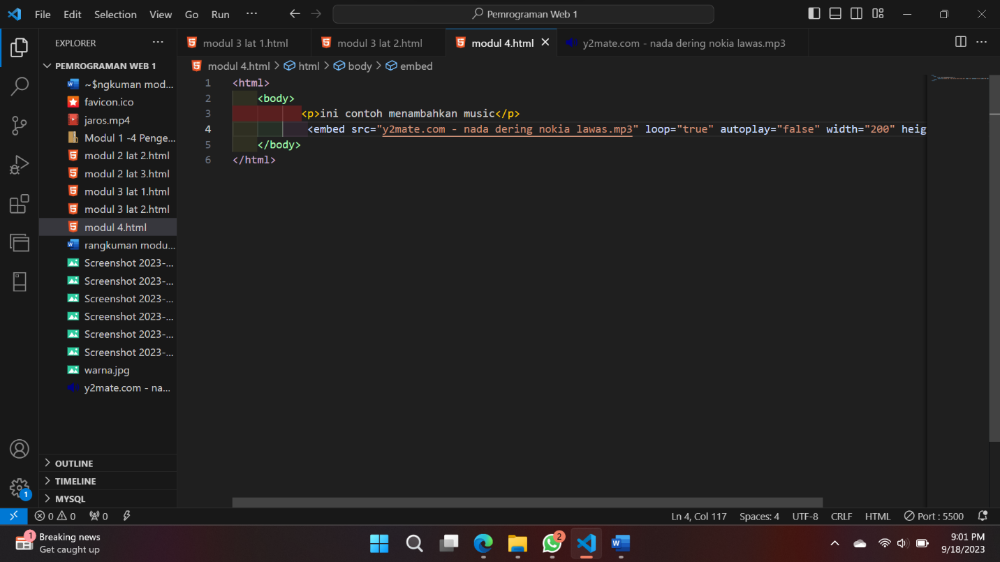 File Edit Selection View Go Run ···
Pemrograman Web 1
EXPLORER ···
PEMROGRAMAN WEB 1
~$ngkuman mod...
favicon.ico
jaros.mp4
Modul 1 -4 Penge...
modul 2 lat 2.html
modul 2 lat 3.html
modul 3 lat 1.html
modul 3 lat 2.html
modul 4.html
rangkuman modu...
Screenshot 2023-...
Screenshot 2023-...
Screenshot 2023-...
Screenshot 2023-...
Screenshot 2023-...
Screenshot 2023-...
warna.jpg
y2mate.com - na...
OUTLINE
TIMELINE
MYSQL
1
modul 3 lat 1.html modul 3 lat 2.html modul 4.html y2mate.com - nada dering nokia lawas.mp3 ···
modul 4.html > html > body > embed
1 <html>
2 <body>
3 <p>ini contoh menambahkan music</p>
4 <embed src="y2mate.com - nada dering nokia lawas.mp3" loop="true" autoplay="false" width="200" heig
5 </body>
6 </html>
0 0 0 Ln 4, Col 117 Spaces: 4 UTF-8 CRLF HTML Port : 5500
1 Breaking news
Get caught up
2
9:01 PM
9/18/2023